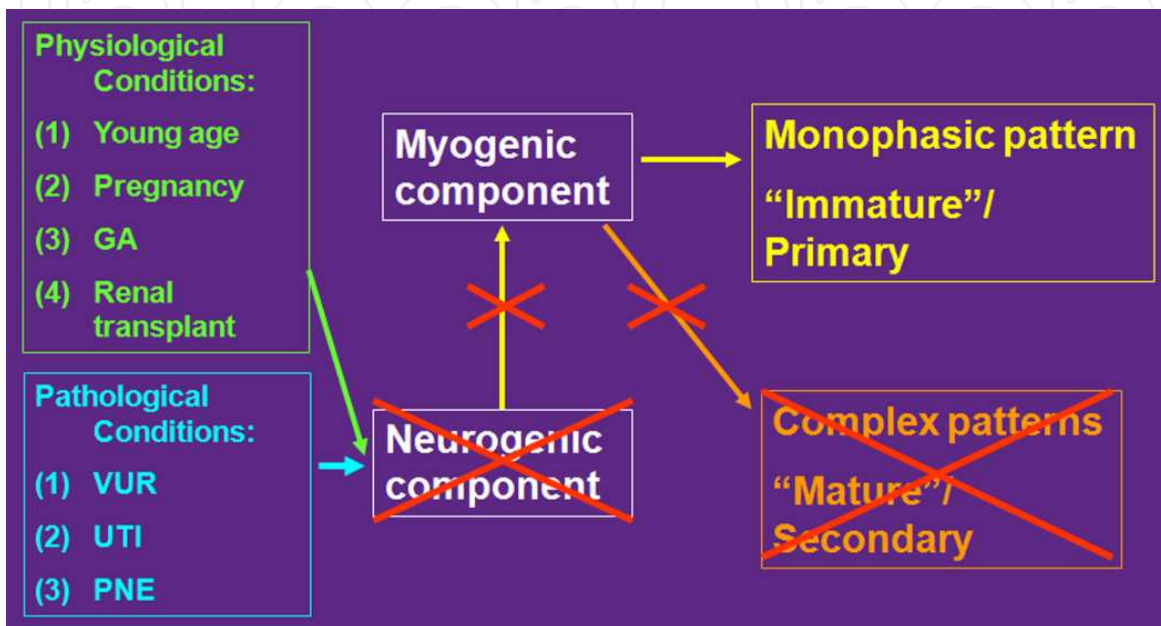 Physiological
Conditions:
(1) Young age
(2) Pregnancy
(3) GA
(4) Renal
transplant
Pathological
Conditions:
(1) VUR
(2) UTI
(3) PNE
Myogenic
component
Neurogenic
component
Monophasic pattern
“Immature”/
Primary
Complex patterns
“Mature”/
Secondary